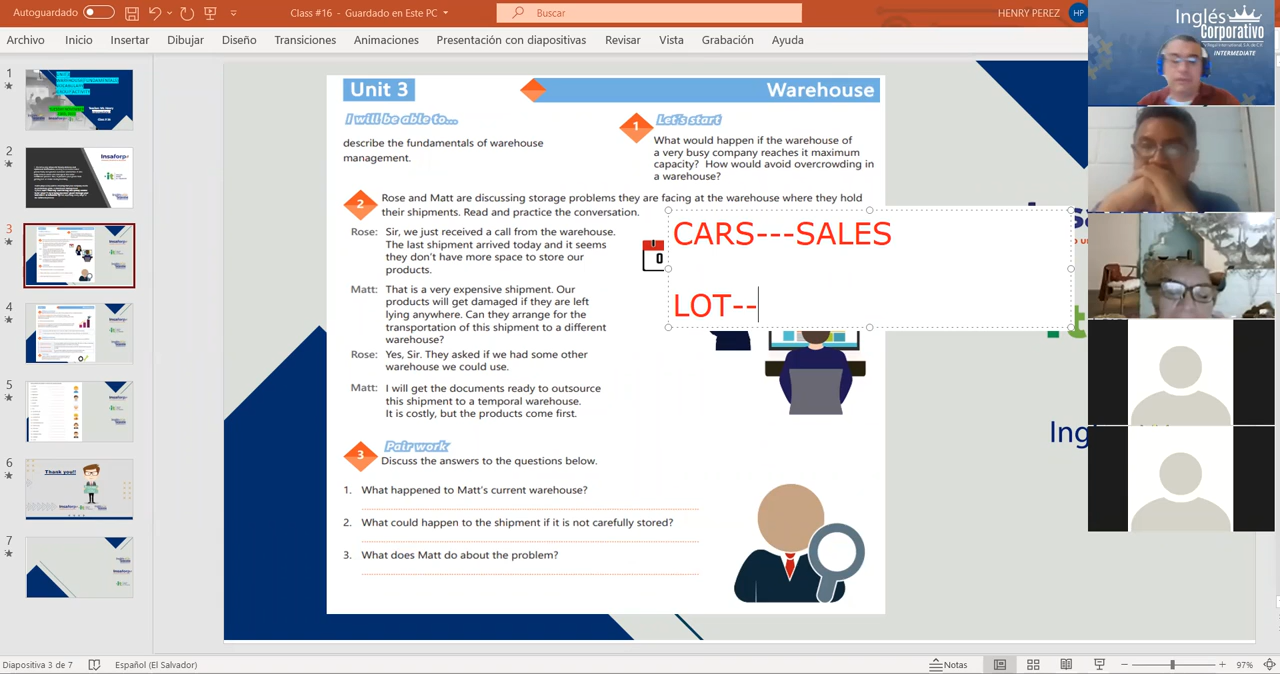 Autoguardado
Class #16 - Guardado en Este PC
Buscar
HENRY PEREZ
HP
Archivo
Inicio
Insertar
Dibujar
Diseño
Transiciones
Animaciones
Presentación con diapositivas
Revisar
Vista
Grabación
Ayuda
Inglés
Corporativo
INTERMEDIATE
1
2
3
4
5
6
7
Thank you!!
Unit 3
Warehouse
I will be able to...
describe the fundamentals of warehouse
management.
1
Let's start
What would happen if the warehouse of
a very busy company reaches it maximum
capacity? How would avoid overcrowding in
a warehouse?
2
Rose and Matt are discussing storage problems they are facing at the warehouse where they hold
their shipments. Read and practice the conversation.
Rose: Sir, we just received a call from the warehouse.
The last shipment arrived today and it seems
they don't have more space to store our
products.
Matt: That is a very expensive shipment. Our
products will get damaged if they are left
lying anywhere. Can they arrange for the
transportation of this shipment to a different
warehouse?
Rose: Yes, Sir. They asked if we had some other
warehouse we could use.
Matt: I will get the documents ready to outsource
this shipment to a temporal warehouse.
It is costly, but the products come first.
0
CARS---SALES
LOT--
3
Pair work
Discuss the answers to the questions below.
1. What happened to Matt's current warehouse?
2. What could happen to the shipment if it is not carefully stored?
3. What does Matt do about the problem?
Ing
Diapositiva 3 de 7
Español (El Salvador)
Notas
97%